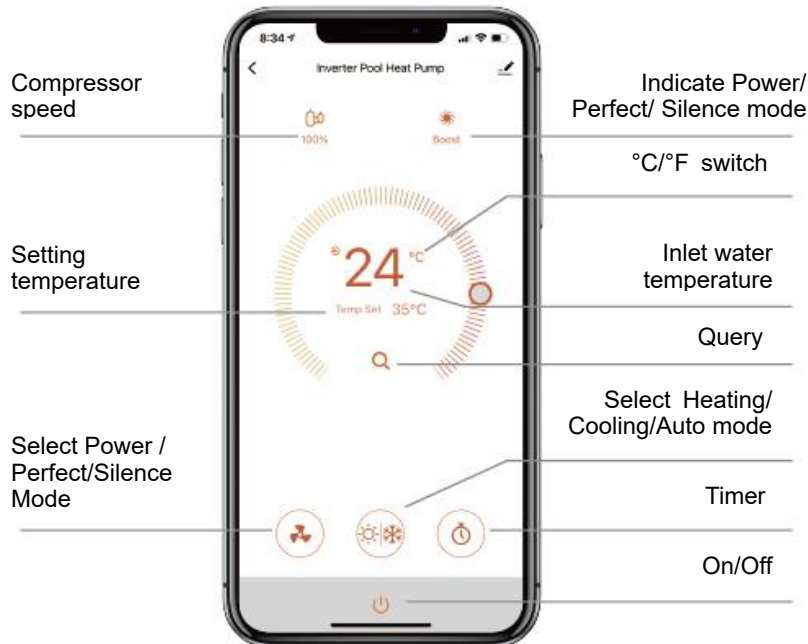 8:34
Inverter Pool Heat Pump
Compressor
speed
Indicate Power/
Perfect/ Silence mode
100%
Boost
°C/°F switch
24 °C
Setting
temperature
Inlet water
temperature
Temp Set 35°C
Query
Select Heating/
Cooling/Auto mode
Select Power /
Perfect/Silence
Mode
Timer
On/Off